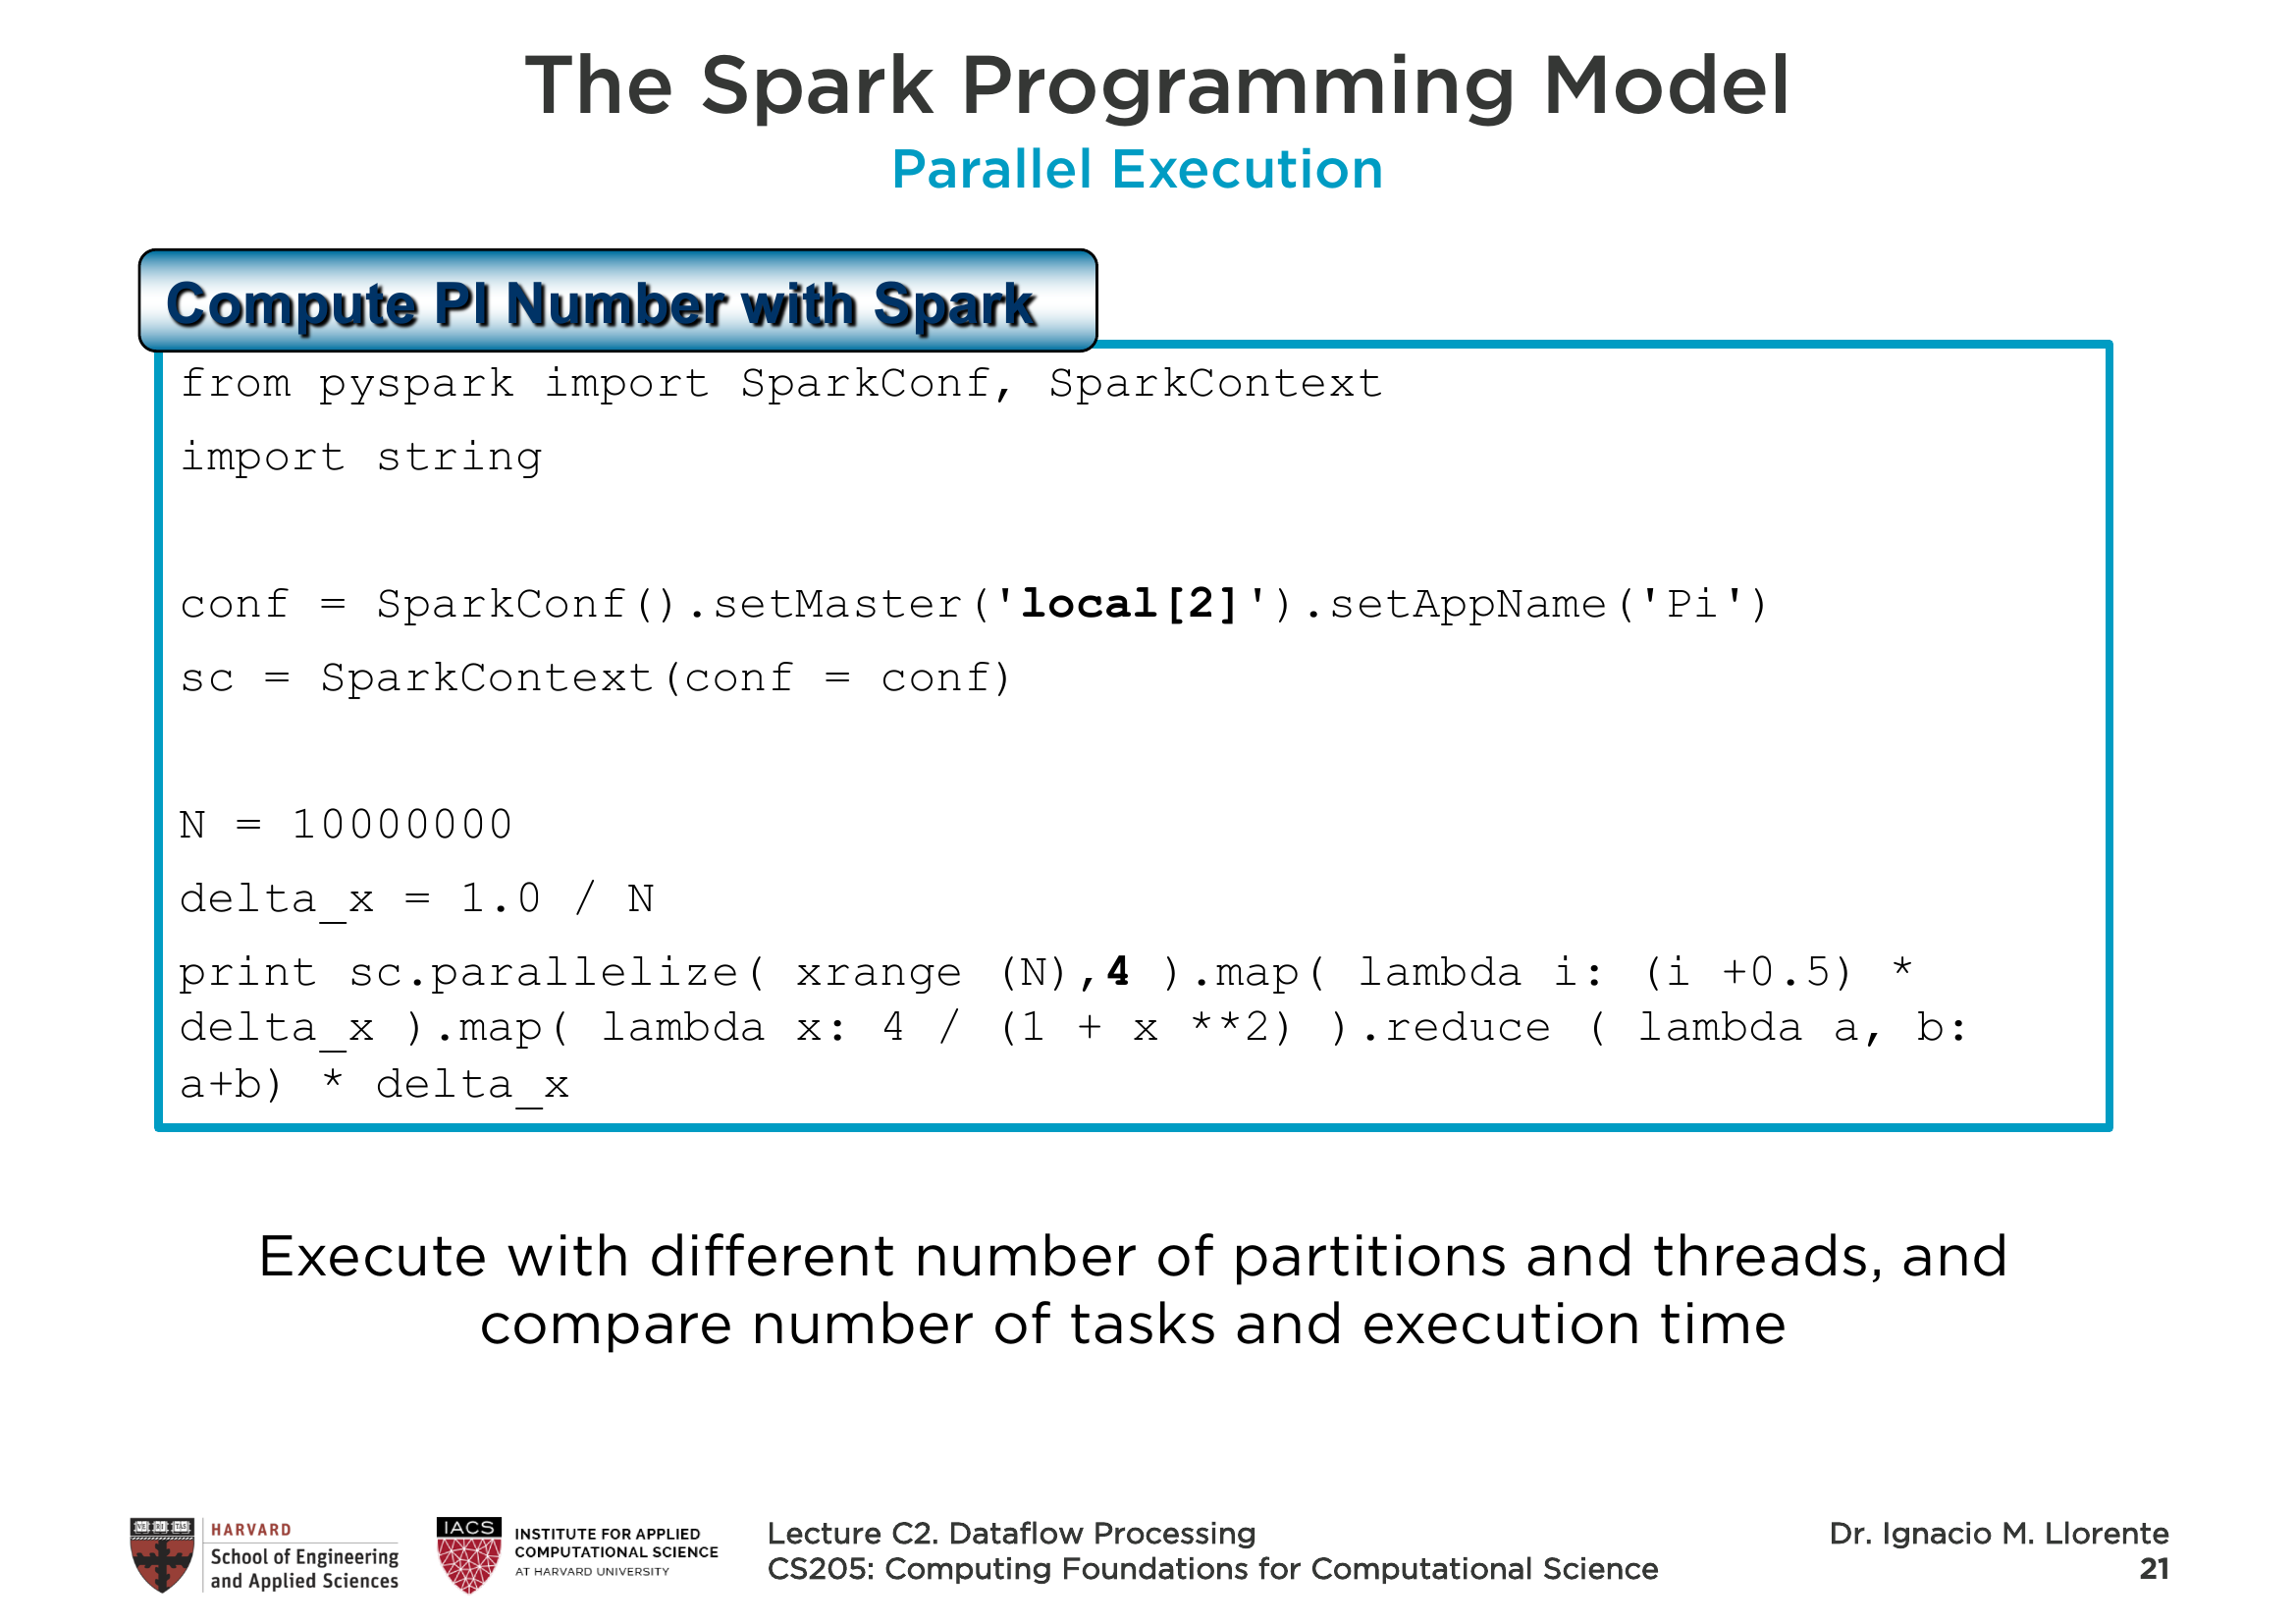 The Spark Programming Model
Parallel Execution
Compute PI Number with Spark
from pyspark import SparkConf, SparkContext
import string
conf = SparkConf().setMaster('local[2]').setAppName('Pi')
sc = SparkContext(conf = conf)
N = 10000000
delta_x = 1.0 / N
print sc.parallelize( xrange (N),4 ).map( lambda i: (i +0.5) *
delta_x ).map( lambda x: 4 / (1 + x **2) ).reduce ( lambda a, b:
a+b) * delta_x
Execute with different number of partitions and threads, and
compare number of tasks and execution time
VE RI TAS
HARVARD
School of Engineering
and Applied Sciences
IACS
INSTITUTE FOR APPLIED
COMPUTATIONAL SCIENCE
AT HARVARD UNIVERSITY
Lecture C2. Dataflow Processing
CS205: Computing Foundations for Computational Science
Dr. Ignacio M. Llorente
21